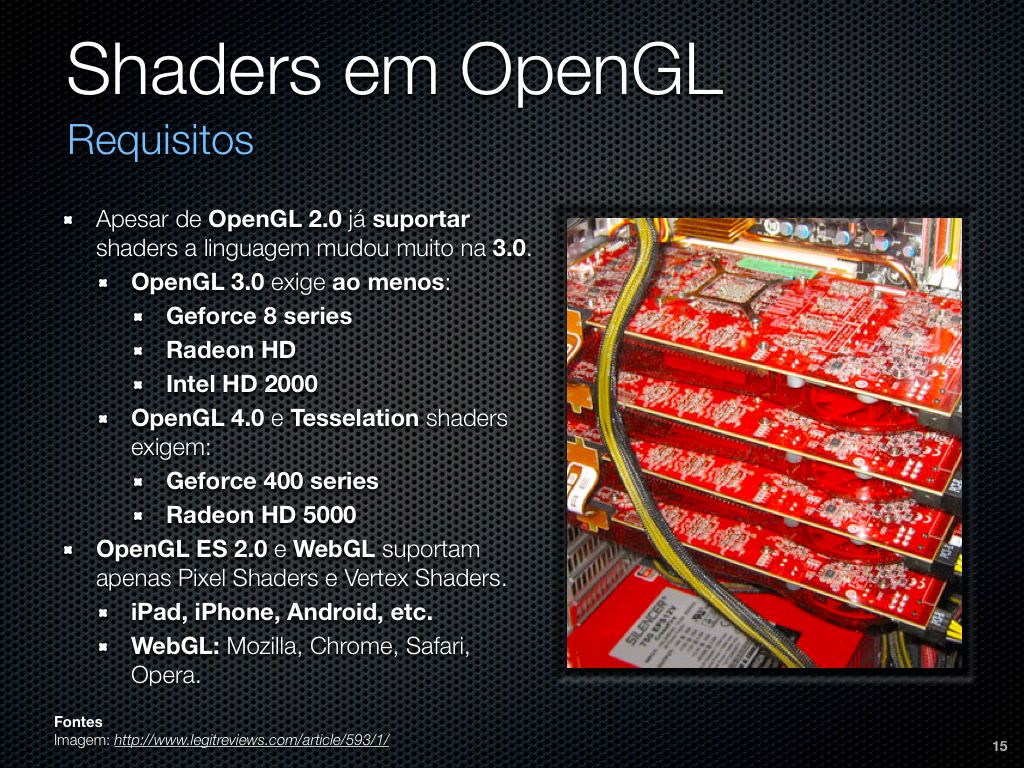 Shaders em OpenGL
Requisitos
Apesar de OpenGL 2.0 já suportar
shaders a linguagem mudou muito na 3.0.
OpenGL 3.0 exige ao menos:
Geforce 8 series
Radeon HD
Intel HD 2000
OpenGL 4.0 e Tesselation shaders
exigem:
Geforce 400 series
Radeon HD 5000
OpenGL ES 2.0 e WebGL suportam
apenas Pixel Shaders e Vertex Shaders.
iPad, iPhone, Android, etc.
WebGL: Mozilla, Chrome, Safari,
Opera.
SILENCER
Fontes
Imagem: http://www.legitreviews.com/article/593/1/
15